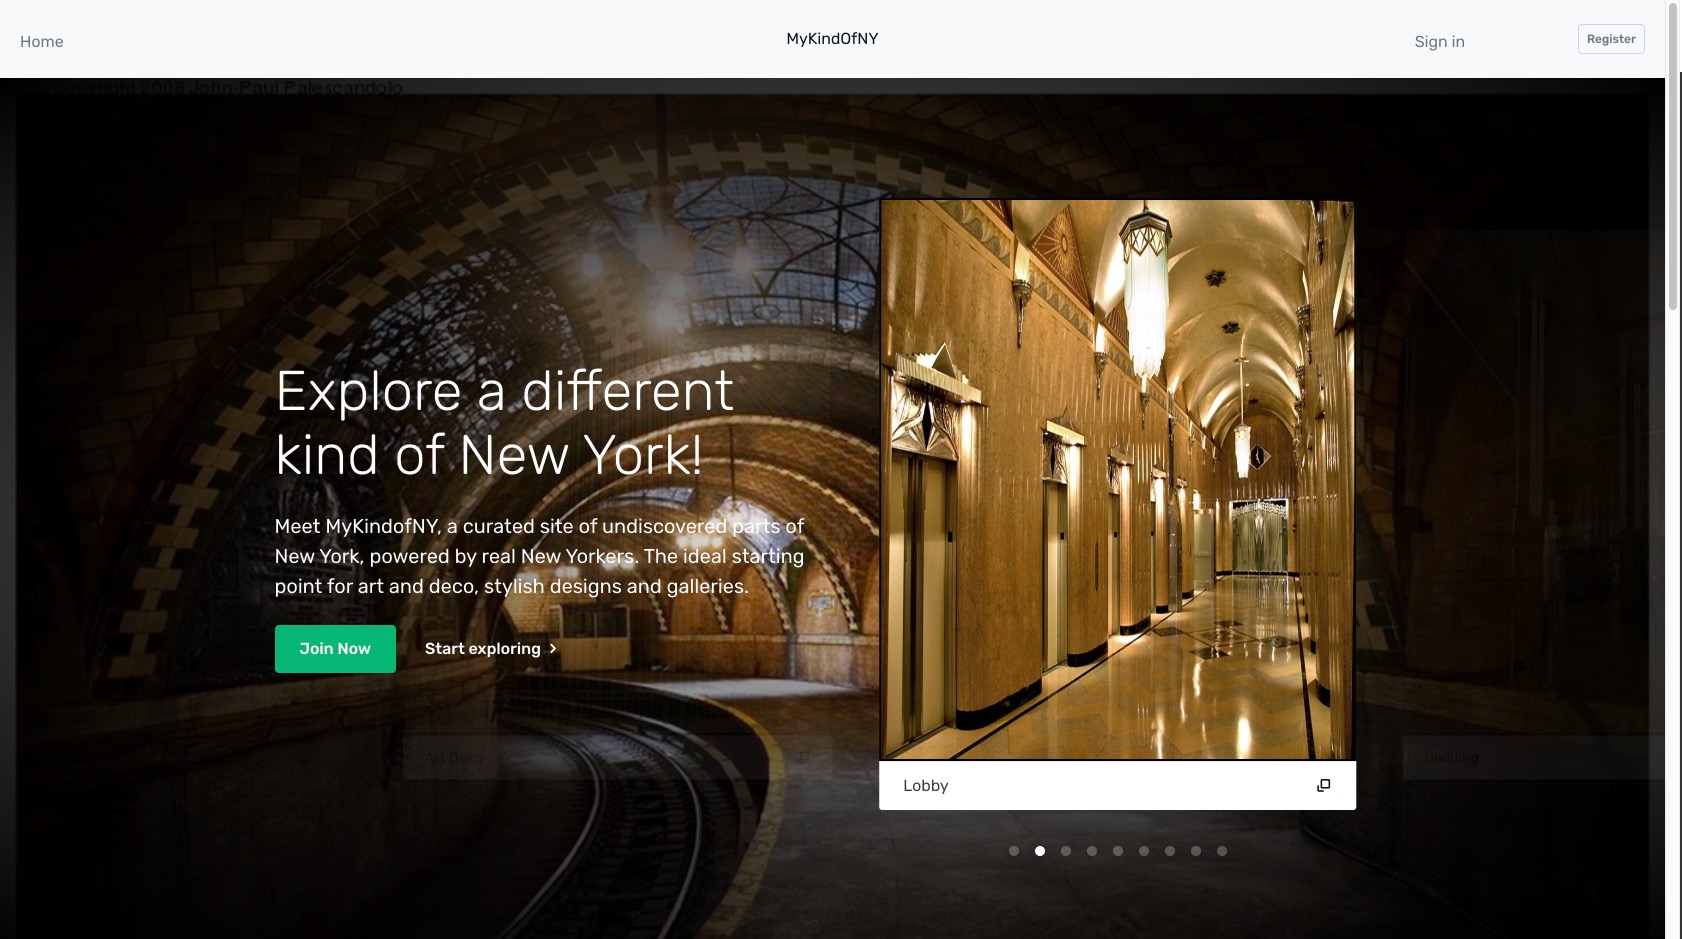 Home
MyKindOfNY
Sign in
Register
copyright 2008 John-Paul Palescandolo
Explore a different
kind of New York!
Meet MyKindofNY, a curated site of undiscovered parts of
New York, powered by real New Yorkers. The ideal starting
point for art and deco, stylish designs and galleries.
Join Now
Start exploring
Art Deco
Building
Lobby